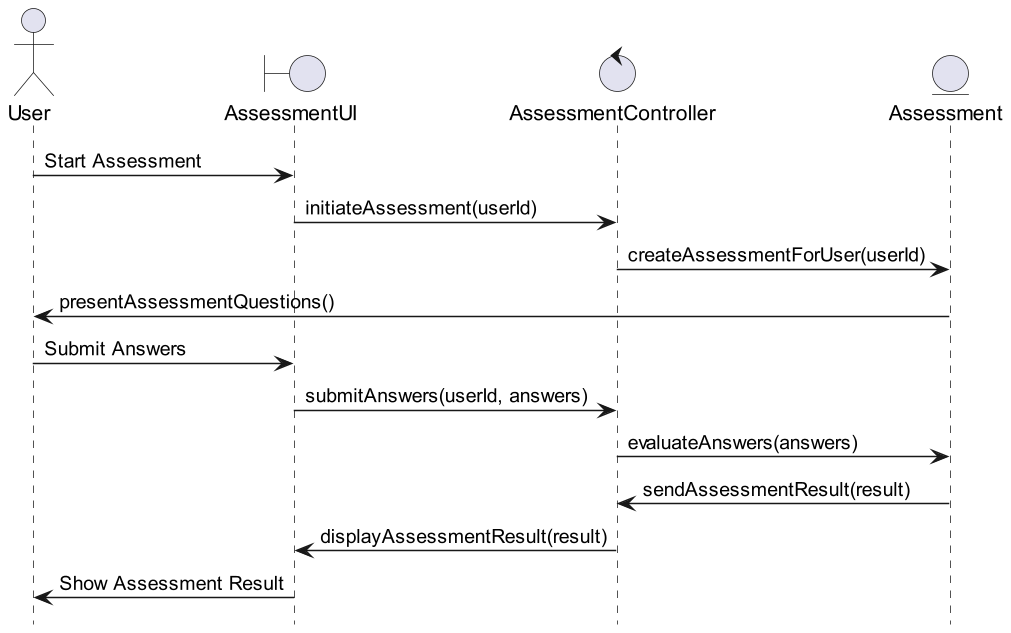 User
AssessmentUI
AssessmentController
Assessment
Start Assessment
initiateAssessment(userId)
createAssessmentForUser(userId)
presentAssessmentQuestions()
Submit Answers
submitAnswers(userId, answers)
evaluateAnswers(answers)
sendAssessmentResult(result)
displayAssessmentResult(result)
Show Assessment Result